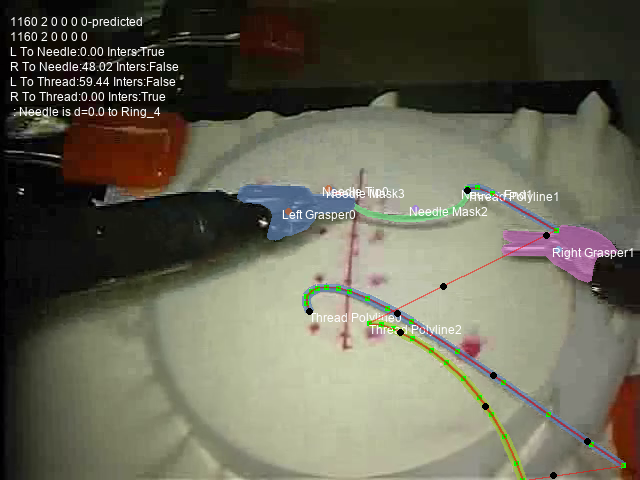 1160 2 0 0 0 0-predicted
1160 2 0 0 0 0
L To Needle:0.00 Inters:True
R To Needle:48.02 Inters:False
L To Thread:59.44 Inters:False
R To Thread:0.00 Inters:True
: Needle is d=0.0 to Ring_4
Needle Tip0
Needle Mask3
Thread Polyline1
Needle Mask2
Left Grasper0
Right Grasper1
Thread Polyline0
Thread Polyline2